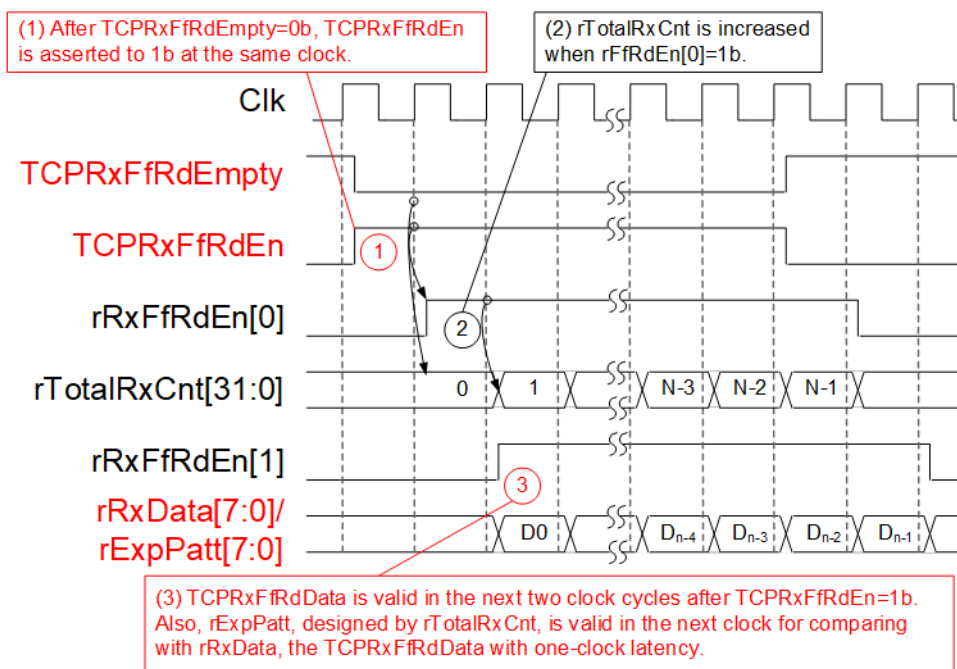 (1) After TCPRxFfRdEmpty=0b, TCPRxFfRdEn
is asserted to 1b at the same clock.
(2) rTotalRxCnt is increased
when rFfRdEn[0]=1b.
Clk
TCPRxFfRdEmpty
TCPRxFfRdEn
1
rRxFfRdEn[0]
2
rTotalRxCnt[31:0]
0 1 N-3 N-2 N-1
rRxFfRdEn[1]
3
rRxData[7:0]/
rExpPatt[7:0]
D0 Dn-4 Dn-3 Dn-2 Dn-1
(3) TCPRxFfRdData is valid in the next two clock cycles after TCPRxFfRdEn=1b.
Also, rExpPatt, designed by rTotalRxCnt, is valid in the next clock for comparing
with rRxData, the TCPRxFfRdData with one-clock latency.